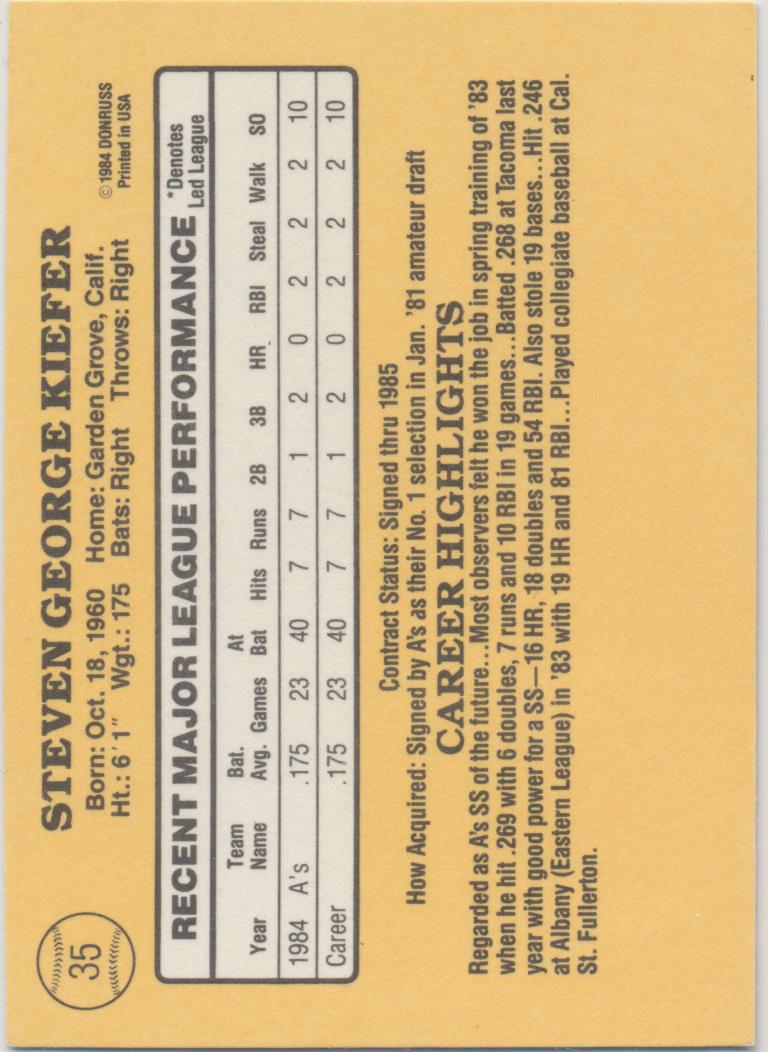 35
STEVEN GEORGE KIEFER
Born: Oct. 18, 1960 Home: Garden Grove, Calif.
Ht.: 6'1" Wgt.: 175 Bats: Right Throws: Right
©1984 DONRUSS
Printed in USA
RECENT MAJOR LEAGUE PERFORMANCE
*Denotes
Led League
Year Team Name Bat. Avg. Games At Bat Hits Runs 2B 3B HR RBI Steal Walk SO
1984 A's .175 23 40 7 7 1 2 0 2 2 2 10
Career .175 23 40 7 7 1 2 0 2 2 2 10
Contract Status: Signed thru 1985
How Acquired: Signed by A's as their No. 1 selection in Jan. '81 amateur draft
CAREER HIGHLIGHTS
Regarded as A's SS of the future...Most observers felt he won the job in spring training of '83
when he hit .269 with 6 doubles, 7 runs and 10 RBI in 19 games...Batted .268 at Tacoma last
year with good power for a SS—16 HR, 18 doubles and 54 RBI. Also stole 19 bases...Hit .246
at Albany (Eastern League) in '83 with 19 HR and 81 RBI...Played collegiate baseball at Cal.
St. Fullerton.